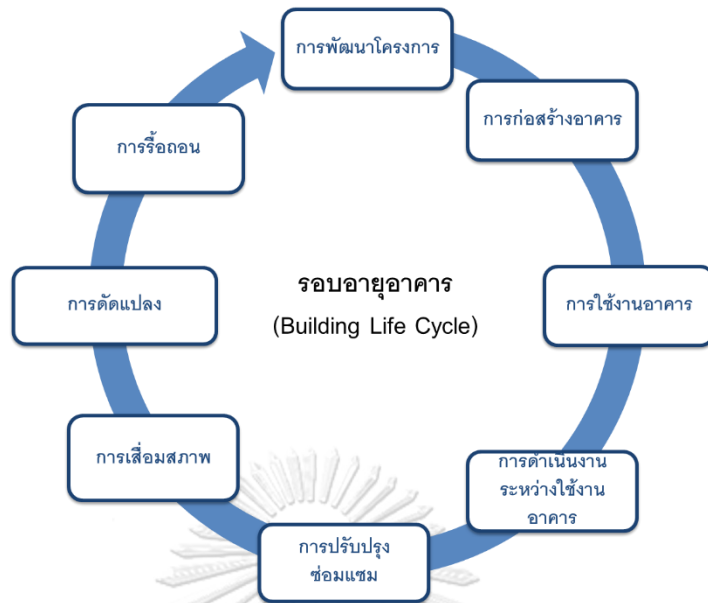 การพัฒนาโครงการ
การก่อสร้างอาคาร
การใช้งานอาคาร
การดำเนินงาน
ระหว่างใช้งาน
อาคาร
การปรับปรุง
ซ่อมแซม
การเสื่อมสภาพ
การดัดแปลง
การรื้อถอน
รอบอายุอาคาร
(Building Life Cycle)